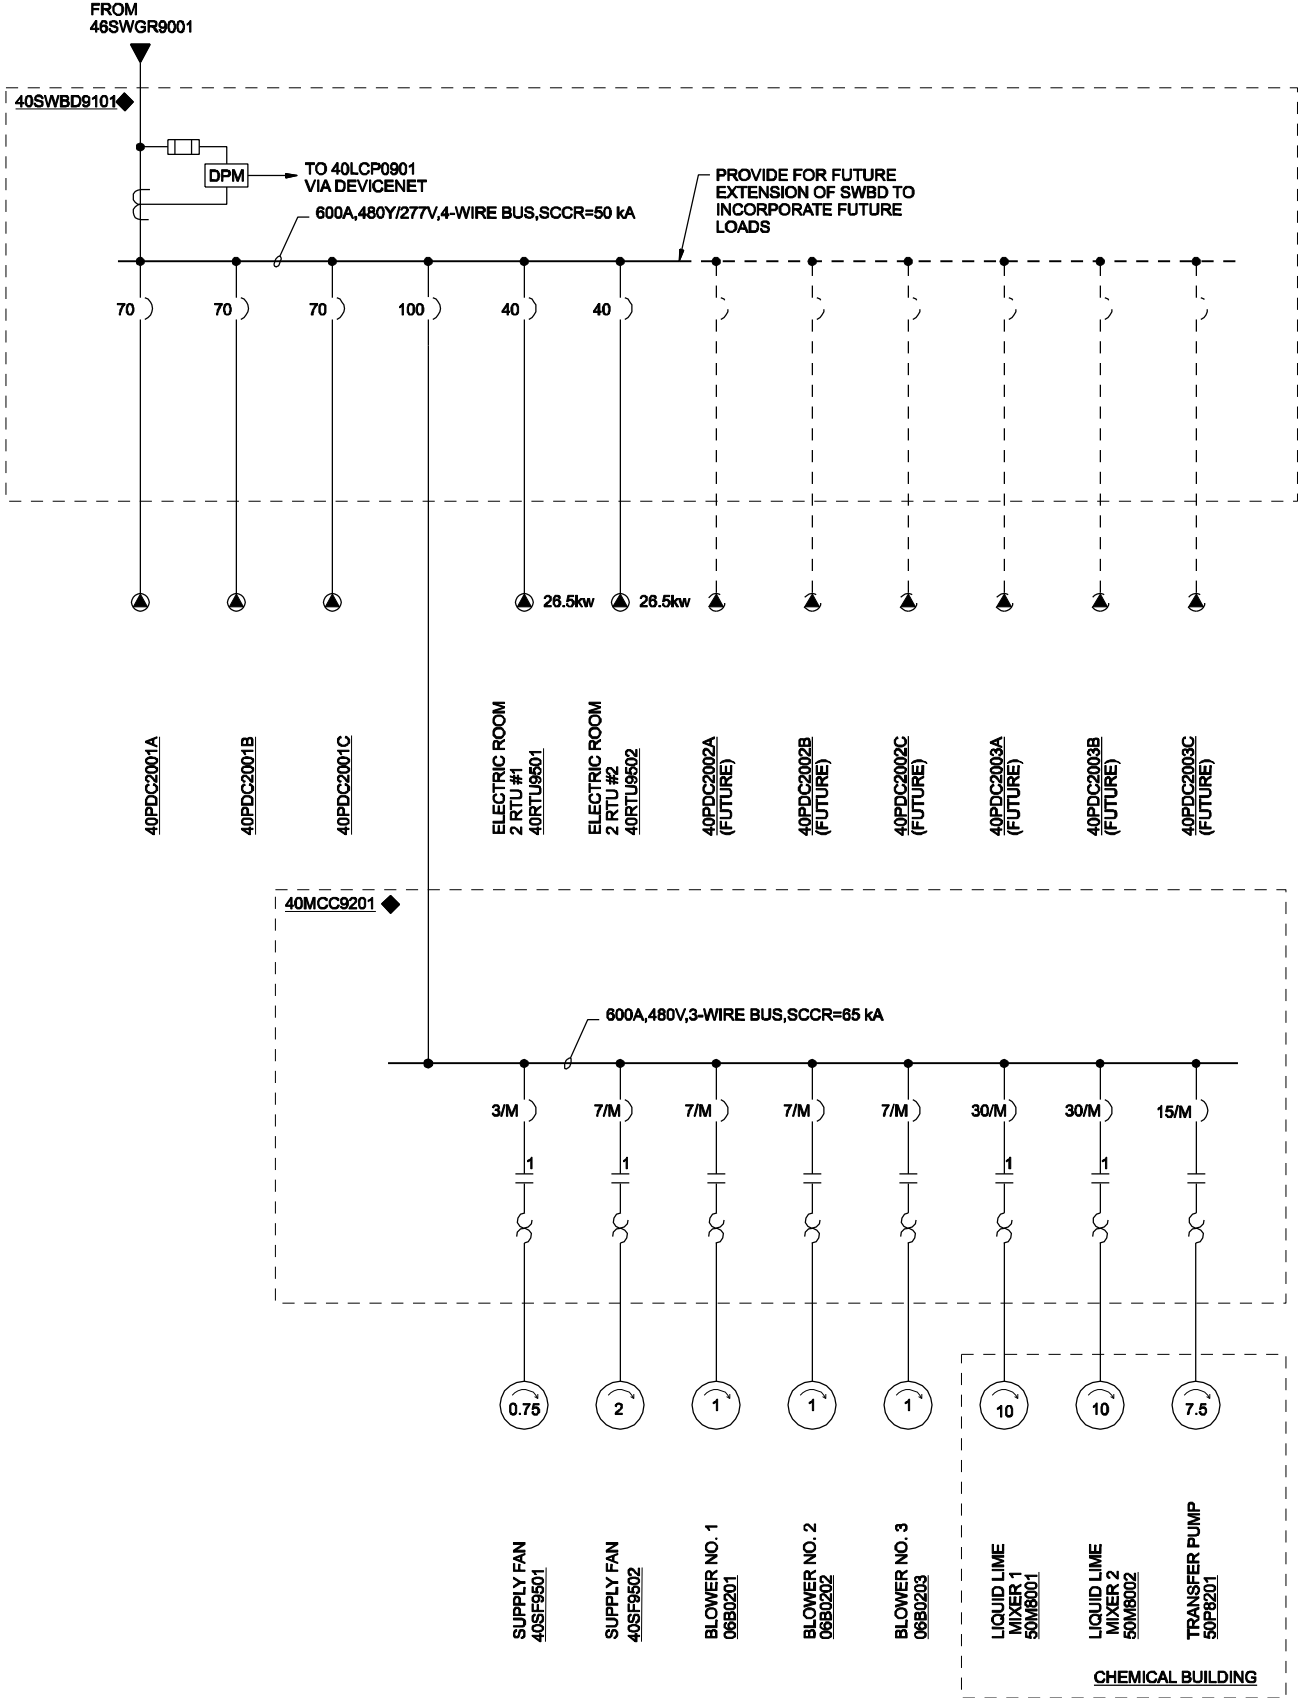 FROM
46SWGR9001
40SWBD9101
DPM
TO 40LCP0901
VIA DEVICENET
600A,480Y/277V,4-WIRE BUS,SCCR=50 kA
PROVIDE FOR FUTURE
EXTENSION OF SWBD TO
INCORPORATE FUTURE
LOADS
70
70
70
100
40
40
26.5kw
26.5kw
40PDC2001A
40PDC2001B
40PDC2001C
ELECTRIC ROOM
2 RTU #1
40RTU9501
ELECTRIC ROOM
2 RTU #2
40RTU9502
40PDC2002A
(FUTURE)
40PDC2002B
(FUTURE)
40PDC2002C
(FUTURE)
40PDC2003A
(FUTURE)
40PDC2003B
(FUTURE)
40PDC2003C
(FUTURE)
40MCC9201
600A,480V,3-WIRE BUS,SCCR=65 kA
3/M
7/M
7/M
7/M
7/M
30/M
30/M
15/M
1
1
1
1
0.75
2
1
1
1
10
10
7.5
SUPPLY FAN
40SF9501
SUPPLY FAN
40SF9502
BLOWER NO. 1
06B0201
BLOWER NO. 2
06B0202
BLOWER NO. 3
06B0203
LIQUID LIME
MIXER 1
50M8001
LIQUID LIME
MIXER 2
50M8002
TRANSFER PUMP
50P8201
CHEMICAL BUILDING